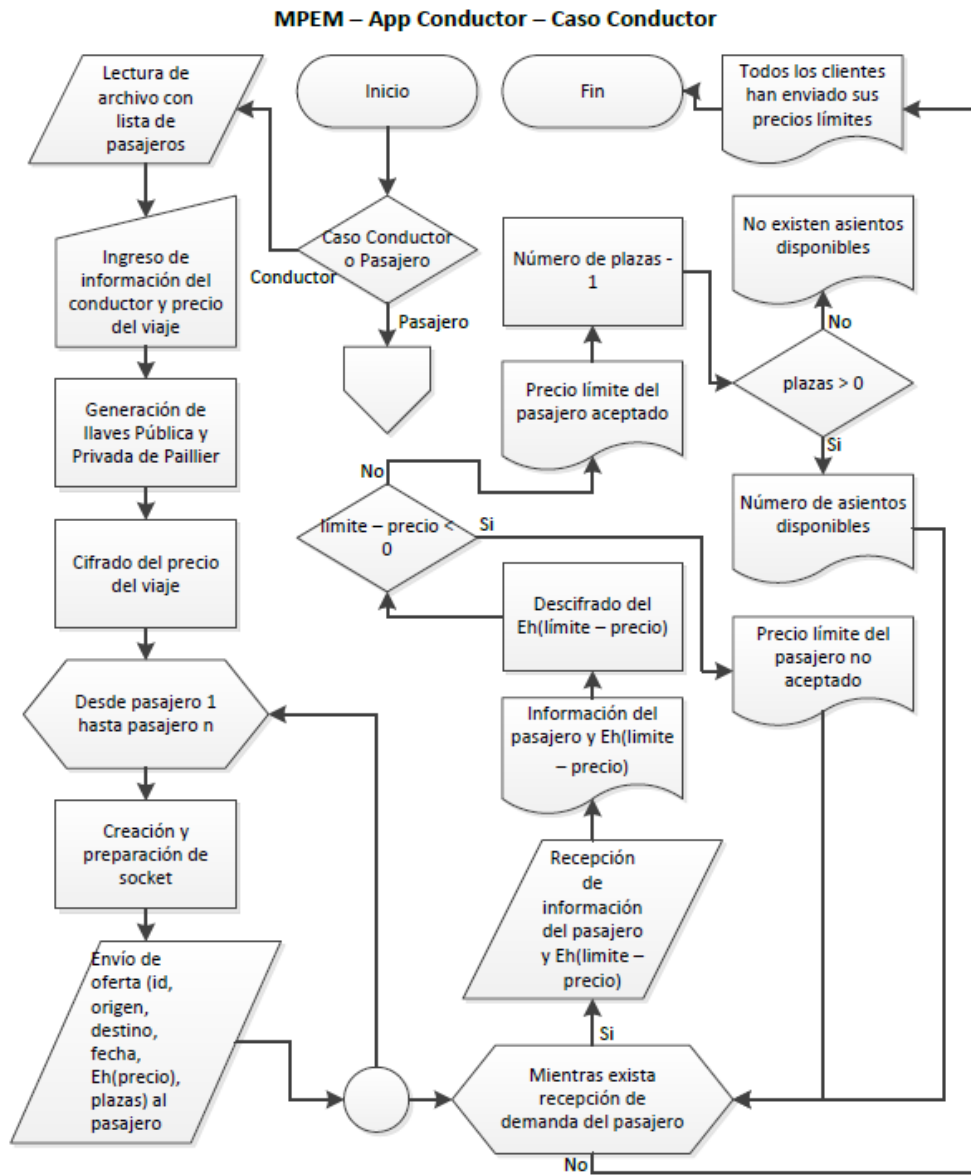 MPEM – App Conductor – Caso Conductor
Lectura de
archivo con
lista de
pasajeros
Inicio
Fin
Todos los clientes
han enviado sus
precios límites
Caso Conductor
o Pasajero
Conductor
Pasajero
Ingreso de
información del
conductor y precio
del viaje
Número de plazas -
1
No existen asientos
disponibles
No
plazas > 0
Si
Precio límite del
pasajero aceptado
Generación de
llaves Pública y
Privada de Paillier
No
limite – precio <
0
Si
Número de asientos
disponibles
Cifrado del precio
del viaje
Descifrado del
Eh(límite – precio)
Precio límite del
pasajero no
aceptado
Desde pasajero 1
hasta pasajero n
Información del
pasajero y Eh(limite
– precio)
Creación y
preparación de
socket
Recepción
de
información
del pasajero
y Eh(limite –
precio)
Envío de
oferta (id,
origen,
destino,
fecha,
Eh(precio),
plazas) al
pasajero
Si
Mientras exista
recepción de
demanda del pasajero
No